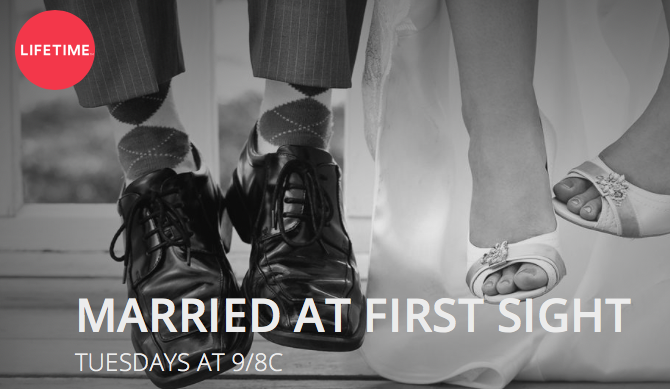 LIFETIME
MARRIED AT FIRST SIGHT
TUESDAYS AT 9/8C